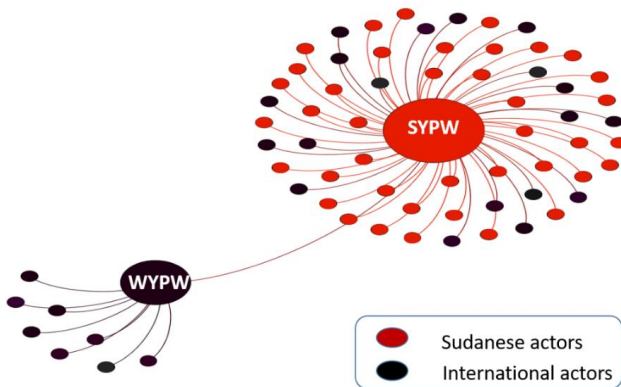 SYPW
WYPW
Sudanese actors
International actors